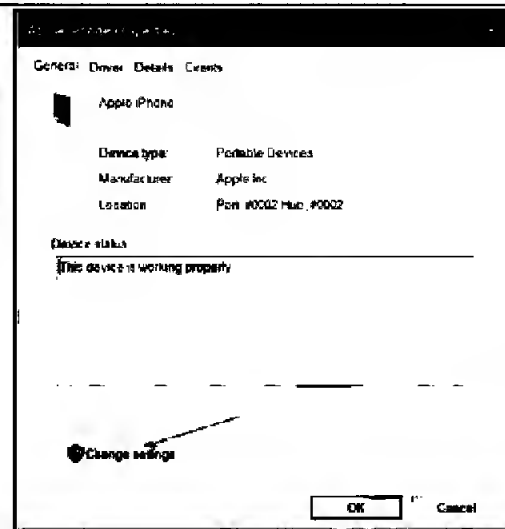 General Driver Details Events
Apple iPhone
Device type: Portable Devices
Manufacturer Apple Inc
Location Port #0002 Hub #0002
Device status
This device is working properly
Change settings
OK Cancel